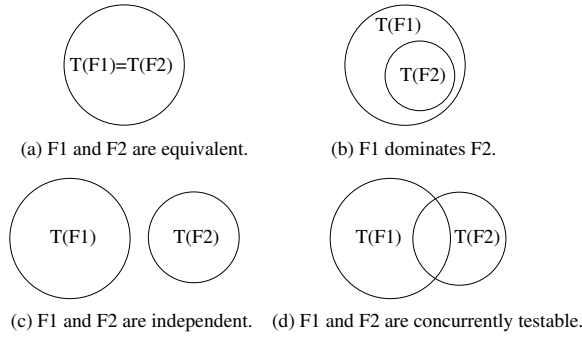 T(F1)=T(F2)
T(F1)
T(F2)
(a) F1 and F2 are equivalent.
(b) F1 dominates F2.
T(F1)
T(F2)
T(F1)
T(F2)
(c) F1 and F2 are independent.
(d) F1 and F2 are concurrently testable.